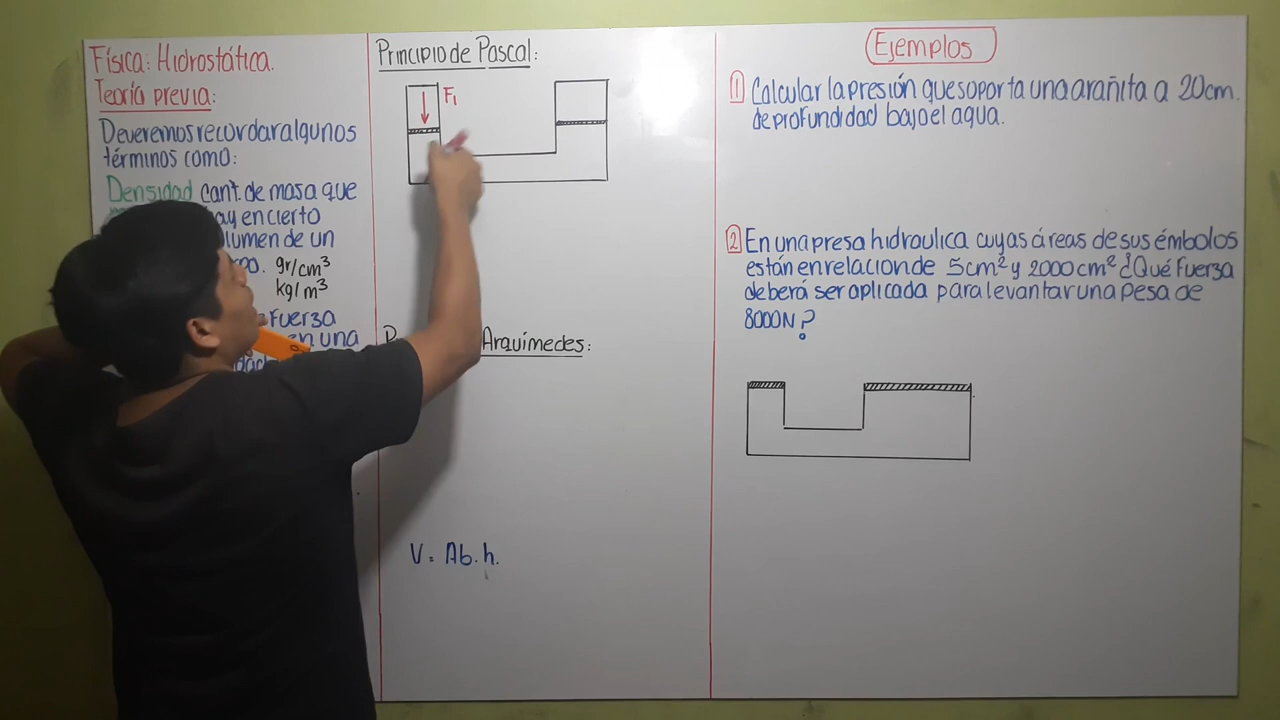 Física: Hidrostática.
Teoría previa:
Deveremos recordar algunos
términos como:
Densidad cant. de masa que
ay en cierto
lumen de un
gr/cm³
kg/m³
Fuerza
en una
Principio de Pascal:
F₁
Arquímedes:
V = Ab. h.
Ejemplos
1 Calcular la presión que soporta una arañita a 20cm.
de profundidad bajo el agua.
2 En una presa hidraulica cuyas áreas de sus émbolos
están en relacion de 5cm² y 2000cm² ¿Qué fuerza
deberá ser aplicada para levantar una pesa de
8000N?